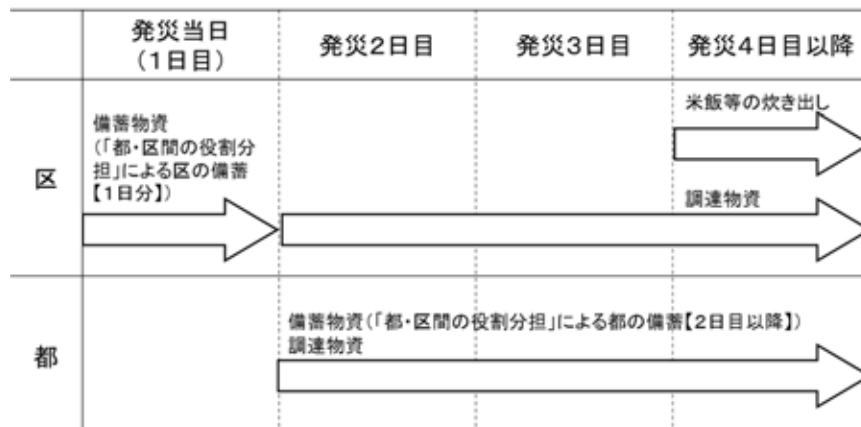 発災当日
(1日目)
発災2日目
発災3日目
発災4日目以降
区
備蓄物資
(「都・区間の役割分
担」による区の備蓄
【1日分】)
米飯等の炊き出し
調達物資
都
備蓄物資(「都・区間の役割分担」による都の備蓄【2日目以降】)
調達物資